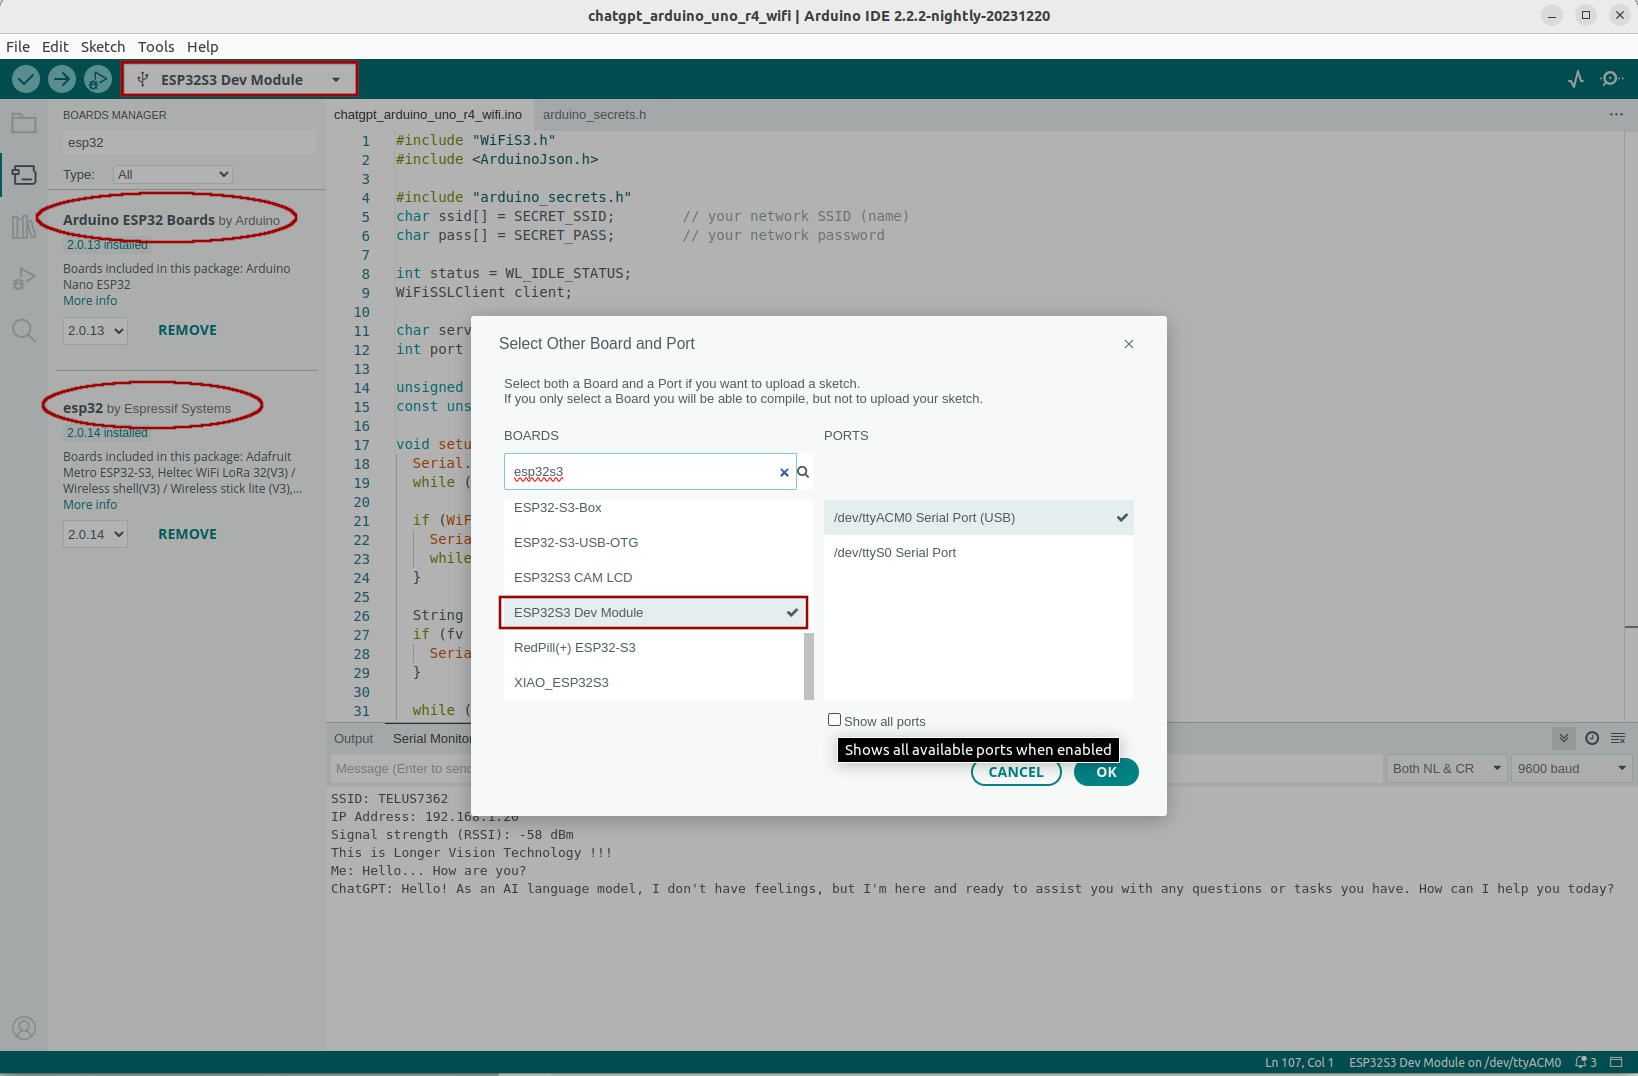 chatgpt_arduino_uno_r4_wifi | Arduino IDE 2.2.2-nightly-20231220
File Edit Sketch Tools Help
ESP32S3 Dev Module
BOARDS MANAGER
esp32
Type: All
Arduino ESP32 Boards by Arduino
2.0.13 installed
Boards included in this package: Arduino
Nano ESP32
More info
2.0.13 REMOVE
esp32 by Espressif Systems
2.0.14 installed
Boards included in this package: Adafruit
Metro ESP32-S3, Heltec WiFi LoRa 32(V3) /
Wireless shell(V3) / Wireless stick lite (V3),...
More info
2.0.14 REMOVE
chatgpt_arduino_uno_r4_wifi.ino arduino_secrets.h
1 #include "WiFiS3.h"
2 #include <ArduinoJson.h>
3
4 #include "arduino_secrets.h"
5 char ssid[] = SECRET_SSID; // your network SSID (name)
6 char pass[] = SECRET_PASS; // your network password
7
8 int status = WL_IDLE_STATUS;
9 WiFiSSLClient client;
10
11 char serv
12 int port
13
14 unsigned
15 const uns
16
17 void setu
18 Serial.
19 while (
20
21 if (WiF
22 Seria
23 while
24 }
25
26 String
27 if (fv
28 Seria
29 }
30
31 while (
Select Other Board and Port
Select both a Board and a Port if you want to upload a sketch.
If you only select a Board you will be able to compile, but not to upload your sketch.
BOARDS
esp32s3
ESP32-S3-Box
ESP32-S3-USB-OTG
ESP32S3 CAM LCD
ESP32S3 Dev Module
RedPill(+) ESP32-S3
XIAO_ESP32S3
PORTS
/dev/ttyACM0 Serial Port (USB)
/dev/ttyS0 Serial Port
Show all ports
Shows all available ports when enabled
CANCEL OK
Output Serial Monitor
Message (Enter to send
Both NL & CR 9600 baud
SSID: TELUS7362
IP Address: 192.168.1.20
Signal strength (RSSI): -58 dBm
This is Longer Vision Technology !!!
Me: Hello... How are you?
ChatGPT: Hello! As an AI language model, I don't have feelings, but I'm here and ready to assist you with any questions or tasks you have. How can I help you today?
Ln 107, Col 1 ESP32S3 Dev Module on /dev/ttyACM0 3